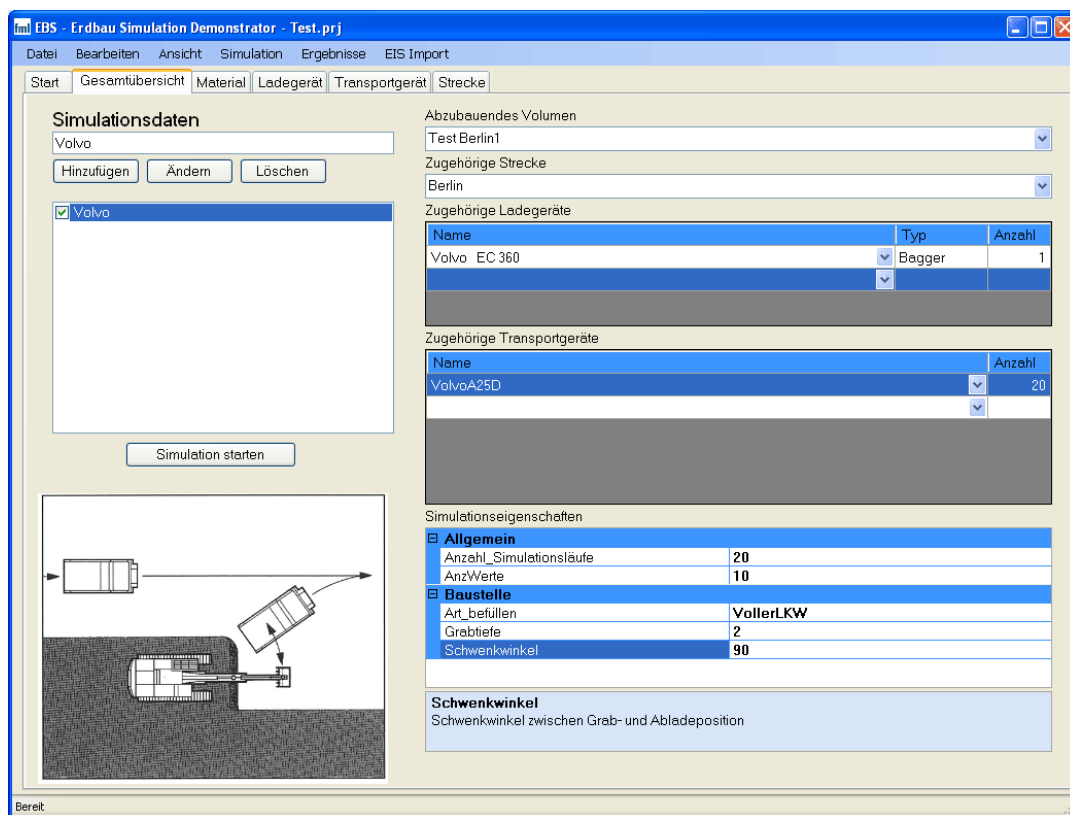 fml EBS - Erdbau Simulation Demonstrator - Test.prj
Datei Bearbeiten Ansicht Simulation Ergebnisse EIS Import
Start Gesamtübersicht Material Ladegerät Transportgerät Strecke
Simulationsdaten
Volvo
Hinzufügen Ändern Löschen
Volvo
Simulation starten
Abzubauendes Volumen
Test Berlin1
Zugehörige Strecke
Berlin
Zugehörige Ladegeräte
Name Typ Anzahl
Volvo EC 360 Bagger 1
Zugehörige Transportgeräte
Name Anzahl
VolvoA25D 20
Simulationseigenschaften
Allgemein
Anzahl_Simulationsläufe 20
AnzWerte 10
Baustelle
Art_befüllen VollerLKW
Grabtiefe 2
Schwenkwinkel 90
Schwenkwinkel
Schwenkwinkel zwischen Grab- und Abladeposition
Bereit